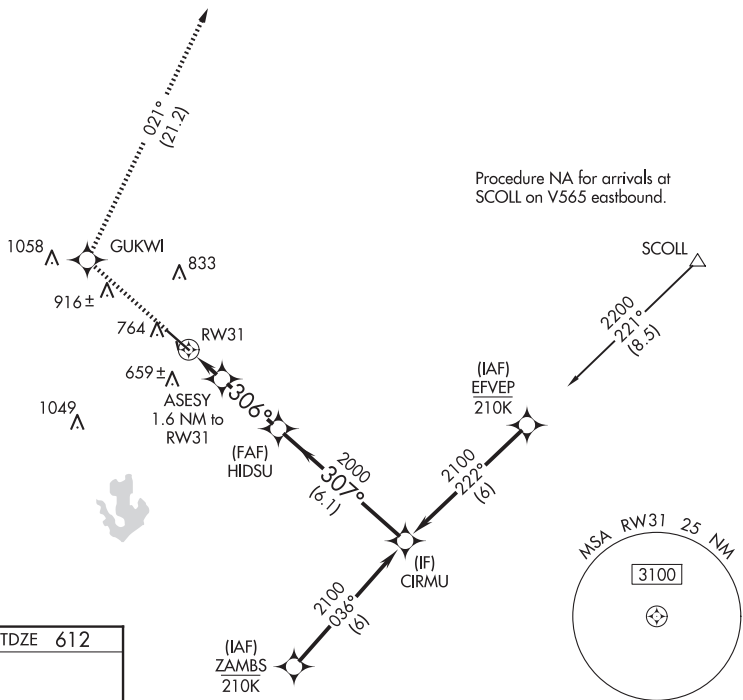 021°
(21.2)
Procedure NA for arrivals at
SCOLL on V565 eastbound.
1058
GUKWI
833
SCOLL
916±
2200
221°
(8.5)
764
RW31
659±
ASESY
1.6 NM to
RW31
306°
(IAF)
EFVEP
210K
1049
(FAF)
HIDSU
2000
307°
(6.1)
2100
222°
(6)
(IF)
CIRMU
MSA RW31 25 NM
3100
2100
036°
(6)
TDZE 612
(IAF)
ZAMBS
210K